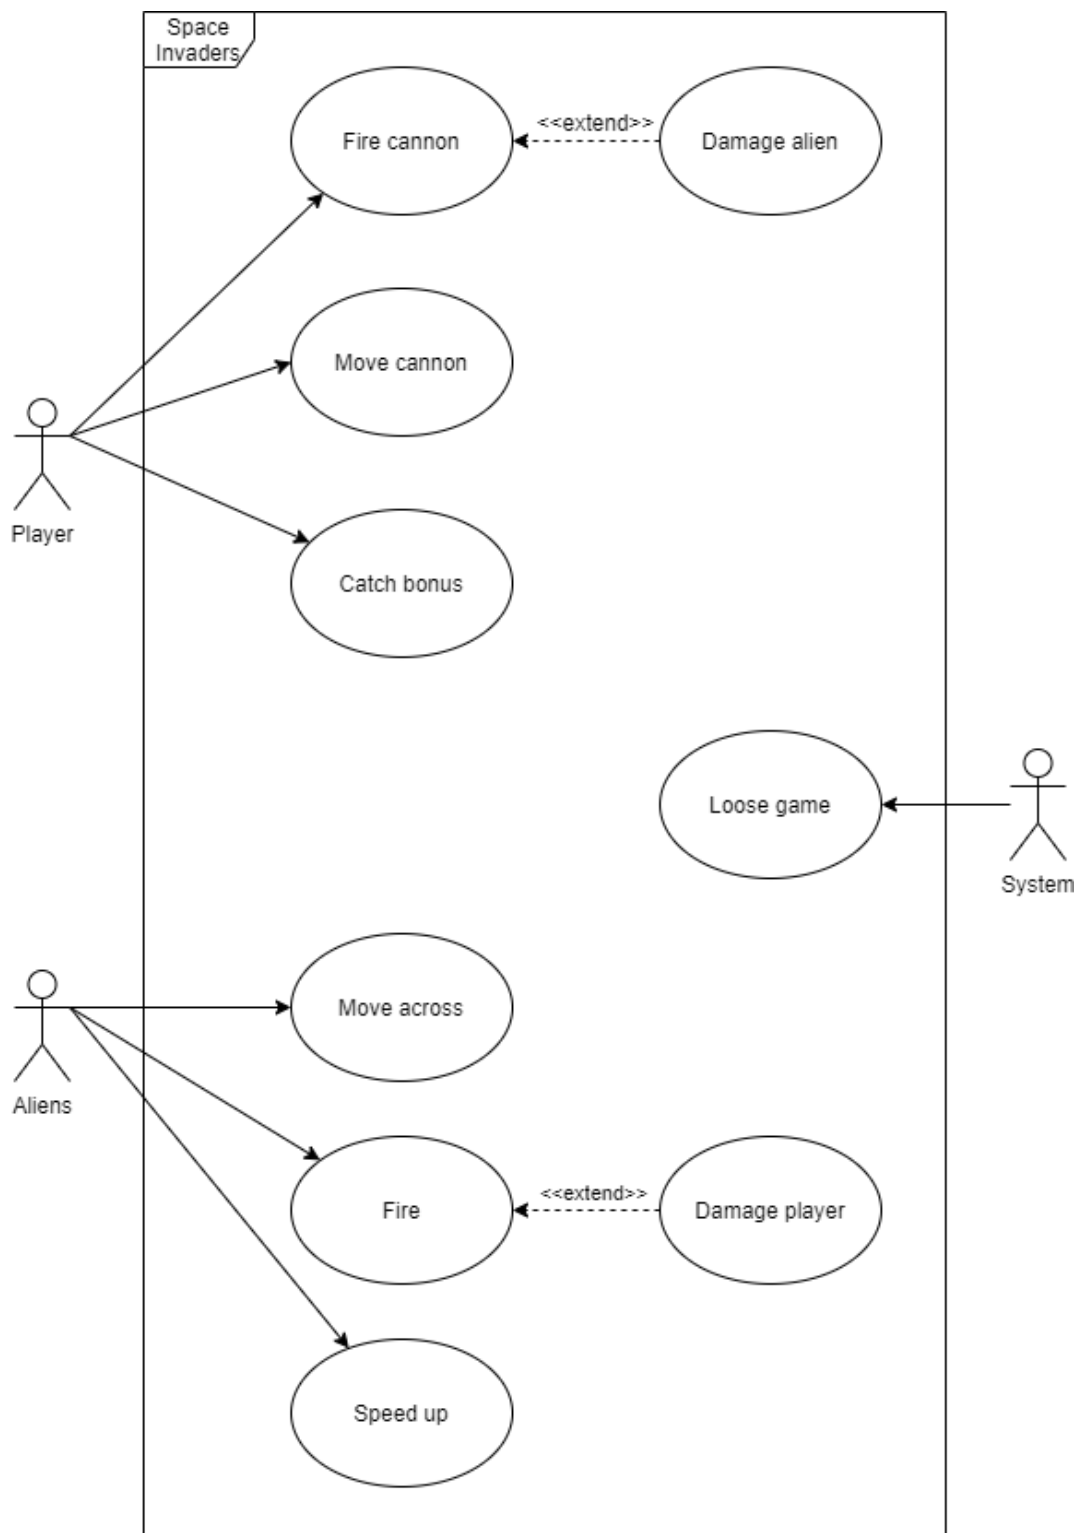 Space
Invaders
Fire cannon
<<extend>>
Damage alien
Move cannon
Player
Catch bonus
Loose game
System
Move across
Aliens
Fire
<<extend>>
Damage player
Speed up